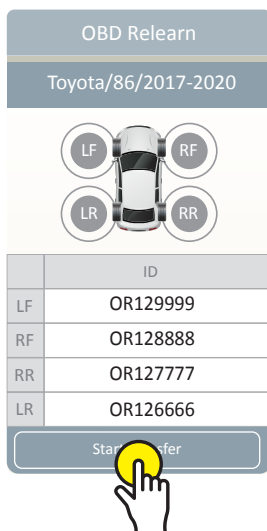 OBD Relearn
Toyota/86/2017-2020
LF RF
LR RR
ID
LF OR129999
RF OR128888
RR OR127777
LR OR126666